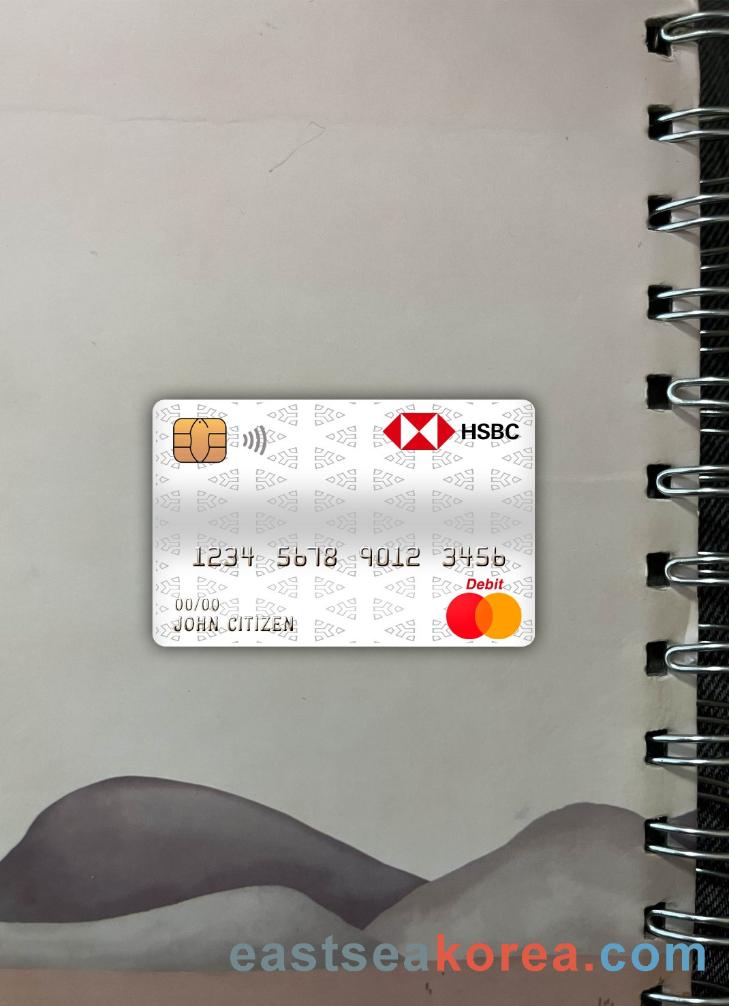 HSBC
1234 5678 9012 3456
Debit
00/00
JOHN CITIZEN
eastseakorea.com